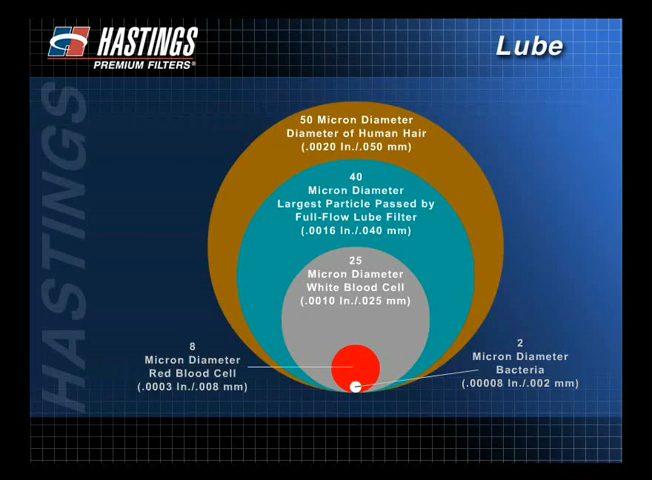 HASTINGS
PREMIUM FILTERS®
Lube
HASTINGS
50 Micron Diameter
Diameter of Human Hair
(.0020 In./.050 mm)
40
Micron Diameter
Largest Particle Passed by
Full-Flow Lube Filter
(.0016 In./.040 mm)
25
Micron Diameter
White Blood Cell
(.0010 In./.025 mm)
8
Micron Diameter
Red Blood Cell
(.0003 In./.008 mm)
2
Micron Diameter
Bacteria
(.00008 In./.002 mm)